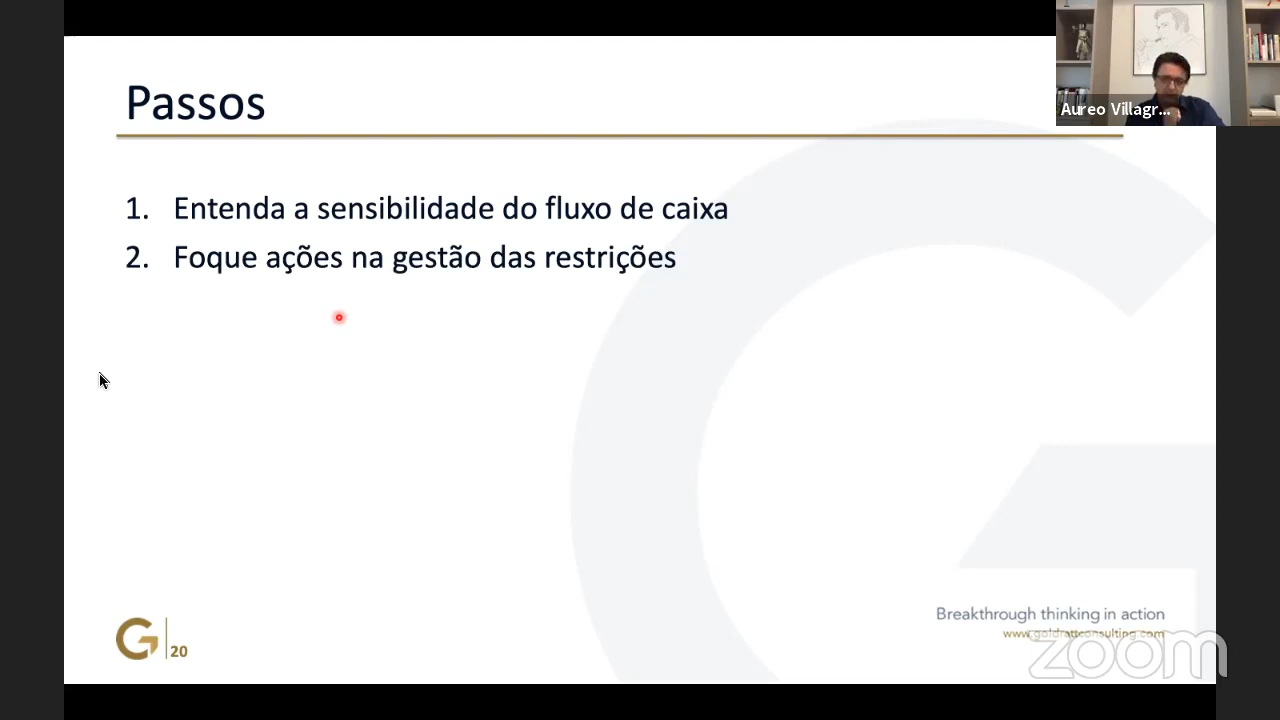 Passos
Aureo Villagr...
1. Entenda a sensibilidade do fluxo de caixa
2. Foque ações na gestão das restrições
Breakthrough thinking in action
www.goldrattconsulting.com
zoom
G 20